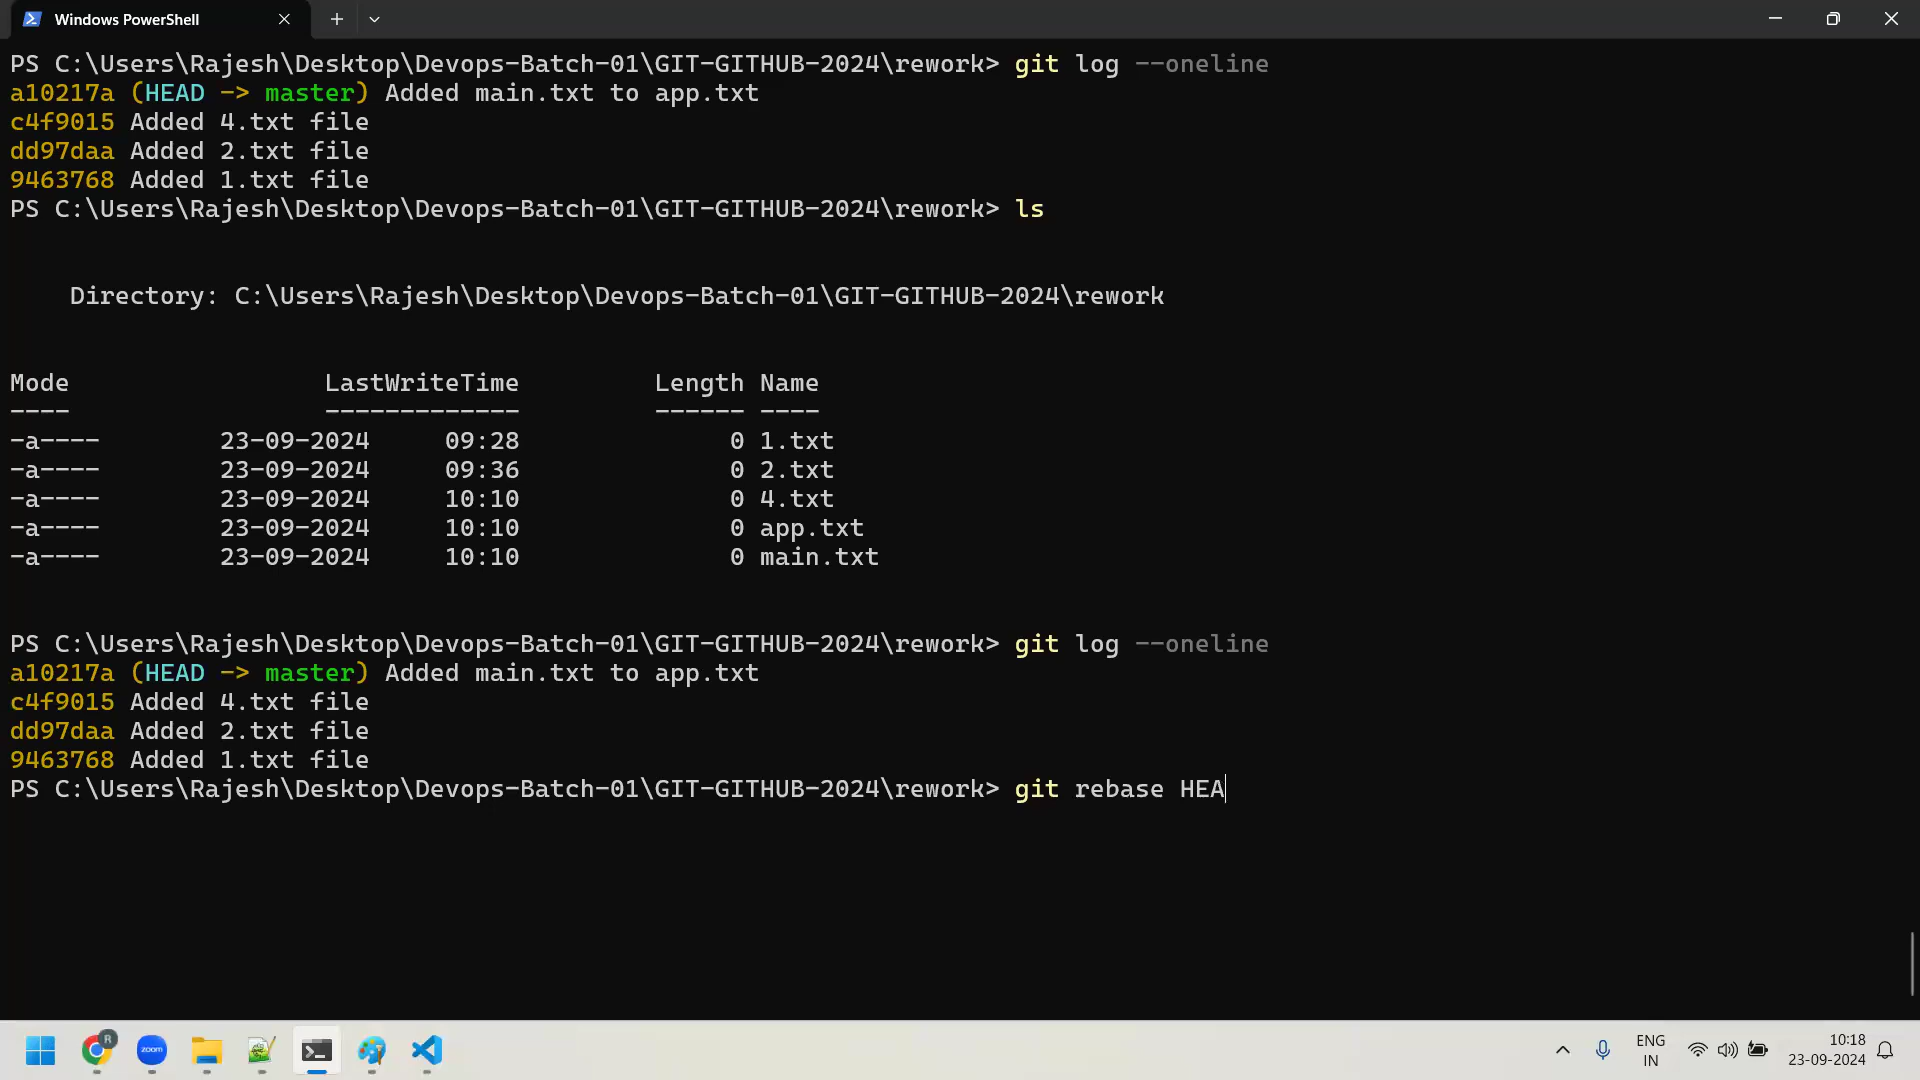 Windows PowerShell
PS C:\Users\Rajesh\Desktop\Devops-Batch-01\GIT-GITHUB-2024\rework> git log --oneline
a10217a (HEAD -> master) Added main.txt to app.txt
c4f9015 Added 4.txt file
dd97daa Added 2.txt file
9463768 Added 1.txt file
PS C:\Users\Rajesh\Desktop\Devops-Batch-01\GIT-GITHUB-2024\rework> ls
Directory: C:\Users\Rajesh\Desktop\Devops-Batch-01\GIT-GITHUB-2024\rework
Mode LastWriteTime Length Name
---- ------------- ------ ----
-a---- 23-09-2024 09:28 0 1.txt
-a---- 23-09-2024 09:36 0 2.txt
-a---- 23-09-2024 10:10 0 4.txt
-a---- 23-09-2024 10:10 0 app.txt
-a---- 23-09-2024 10:10 0 main.txt
PS C:\Users\Rajesh\Desktop\Devops-Batch-01\GIT-GITHUB-2024\rework> git log --oneline
a10217a (HEAD -> master) Added main.txt to app.txt
c4f9015 Added 4.txt file
dd97daa Added 2.txt file
9463768 Added 1.txt file
PS C:\Users\Rajesh\Desktop\Devops-Batch-01\GIT-GITHUB-2024\rework> git rebase HEA
R
zoom
ENG
IN
10:18
23-09-2024